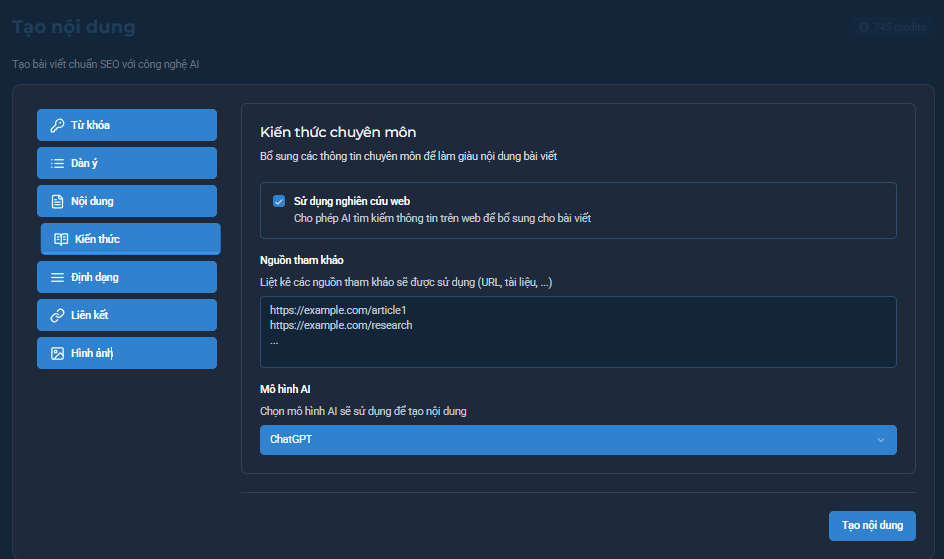 Tạo nội dung
745 credits
Tạo bài viết chuẩn SEO với công nghệ AI
Từ khóa
Dàn ý
Nội dung
Kiến thức
Định dạng
Liên kết
Hình ảnh
Kiến thức chuyên môn
Bổ sung các thông tin chuyên môn để làm giàu nội dung bài viết
Sử dụng nghiên cứu web
Cho phép AI tìm kiếm thông tin trên web để bổ sung cho bài viết
Nguồn tham khảo
Liệt kê các nguồn tham khảo sẽ được sử dụng (URL, tài liệu, ...)
https://example.com/article1
https://example.com/research
...
Mô hình AI
Chọn mô hình AI sẽ sử dụng để tạo nội dung
ChatGPT
Tạo nội dung